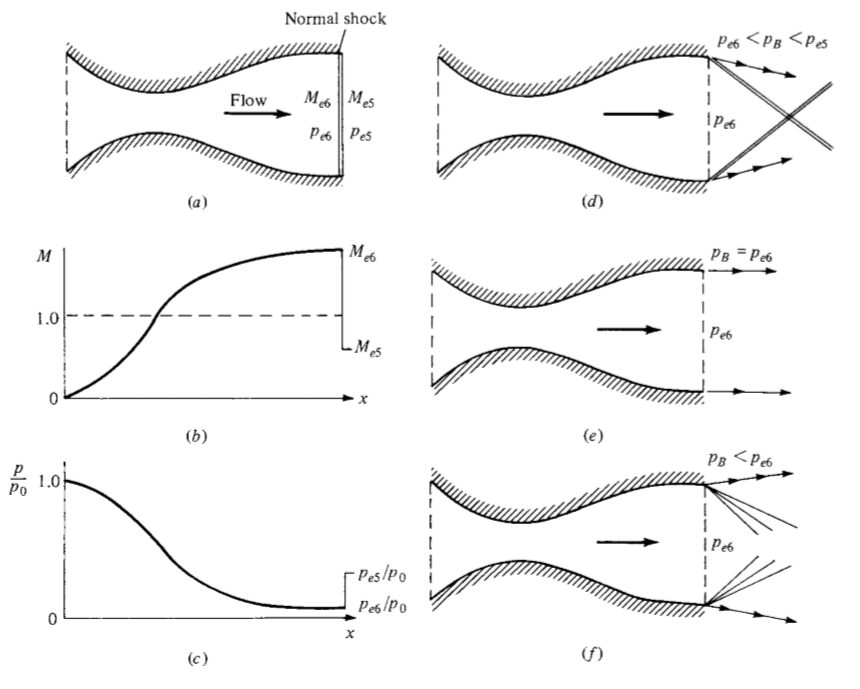 Normal shock
Flow
M_e6 M_e5
p_e6 p_e5
(a)
M
1.0
0
M_e6
M_e5
x
(b)
p/p_0
1.0
0
p_e5/p_0
p_e6/p_0
x
(c)
p_e6 < p_B < p_e5
p_e6
(d)
p_B = p_e6
p_e6
(e)
p_B < p_e6
p_e6
(f)